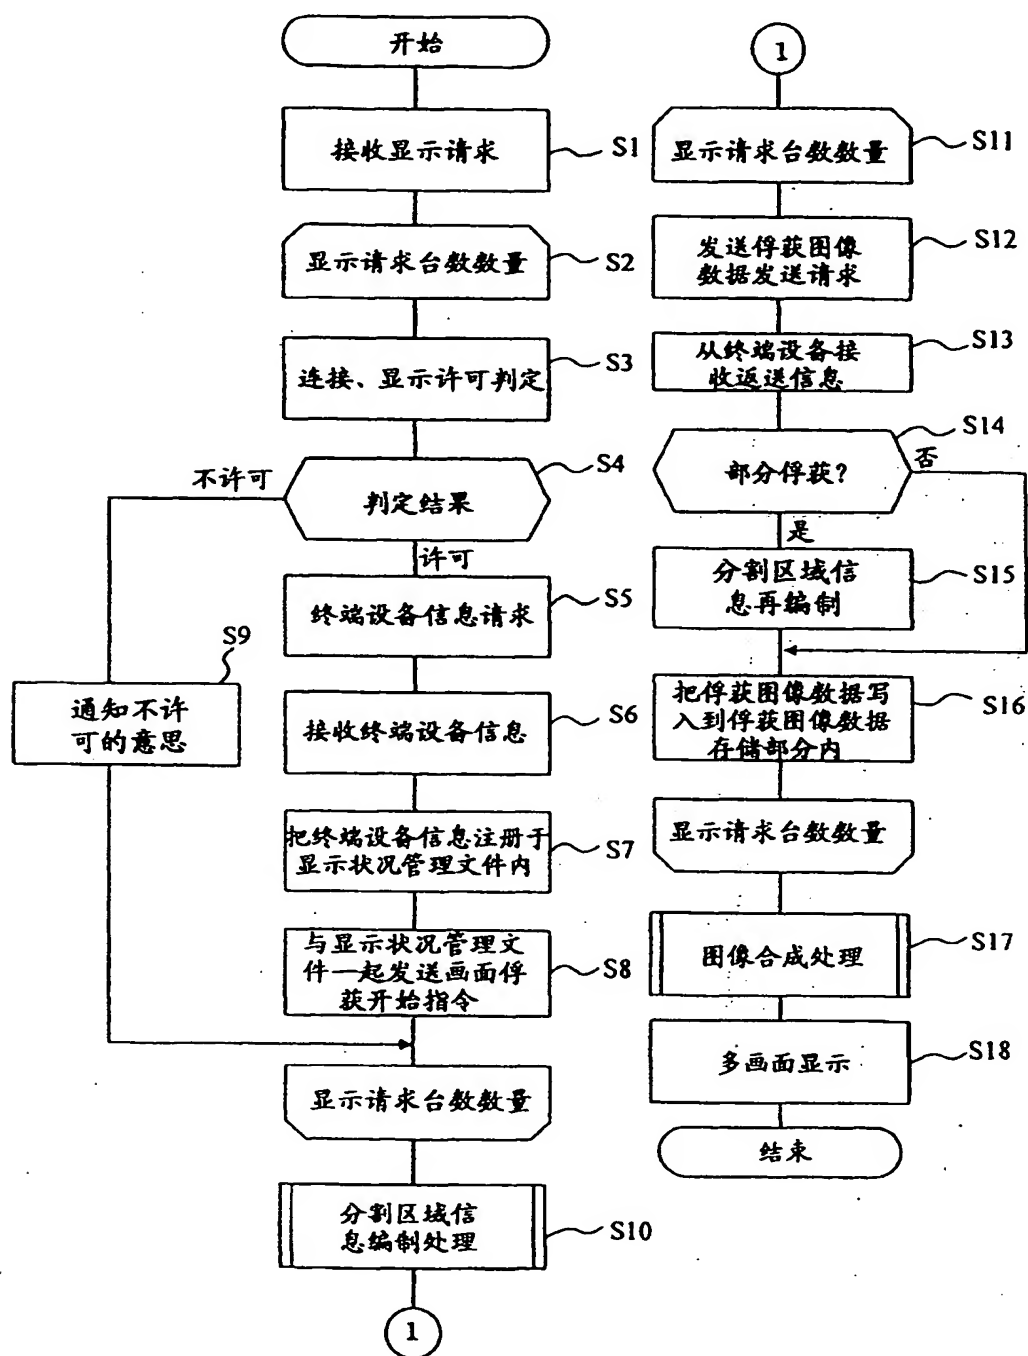 开始
接收显示请求
S1
显示请求台数数量
S2
连接、显示许可判定
S3
判定结果
S4
不许可
许可
终端设备信息请求
S5
接收终端设备信息
S6
把终端设备信息注册于
显示状况管理文件内
S7
与显示状况管理文
件一起发送画面俘
获开始指令
S8
S9
通知不许
可的意思
显示请求台数数量
分割区域信
息编制处理
S10
1
1
显示请求台数数量
S11
发送俘获图像
数据发送请求
S12
从终端设备接
收返送信息
S13
部分俘获?
S14
否
是
分割区域信
息再编制
S15
把俘获图像数据写
入到俘获图像数据
存储部分内
S16
显示请求台数数量
图像合成处理
S17
多画面显示
S18
结束